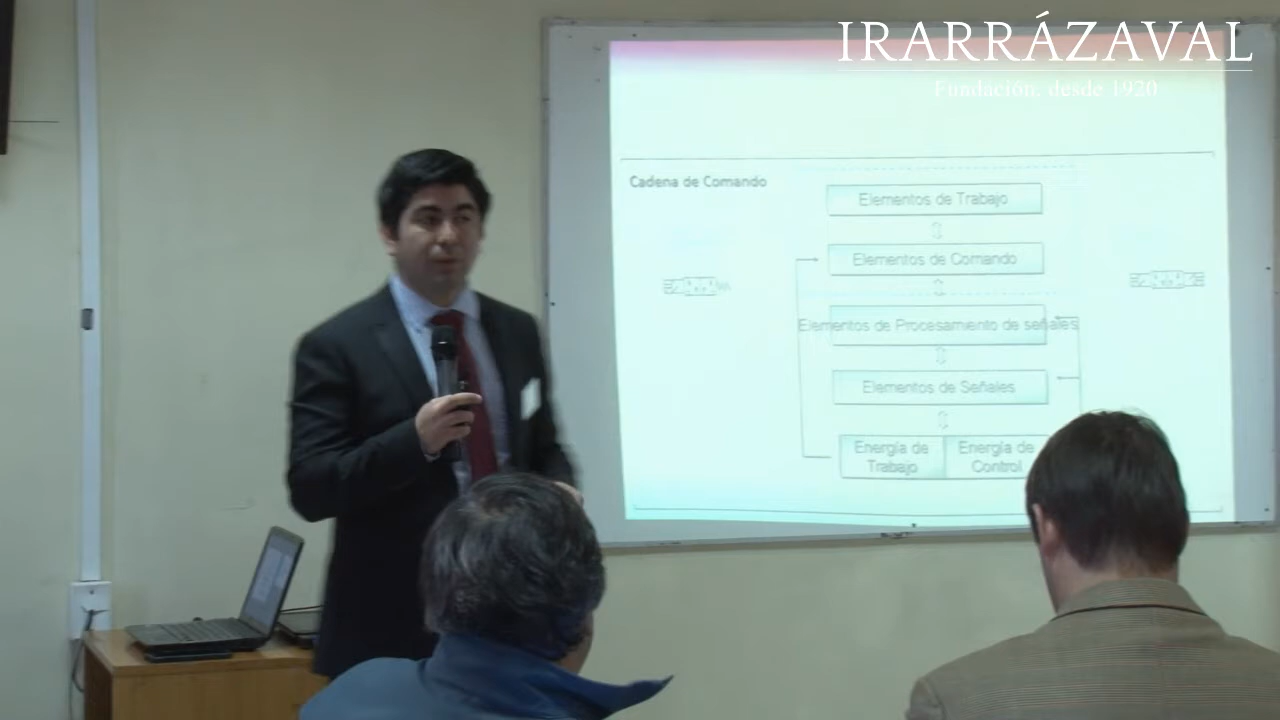 IRARRÁZAVAL
Fundación, desde 1920
Cadena de Comando
Elementos de Trabajo
Elementos de Comando
Elementos de Procesamiento de señales
Elementos de Señales
Energía de
Trabajo
Energía de
Control